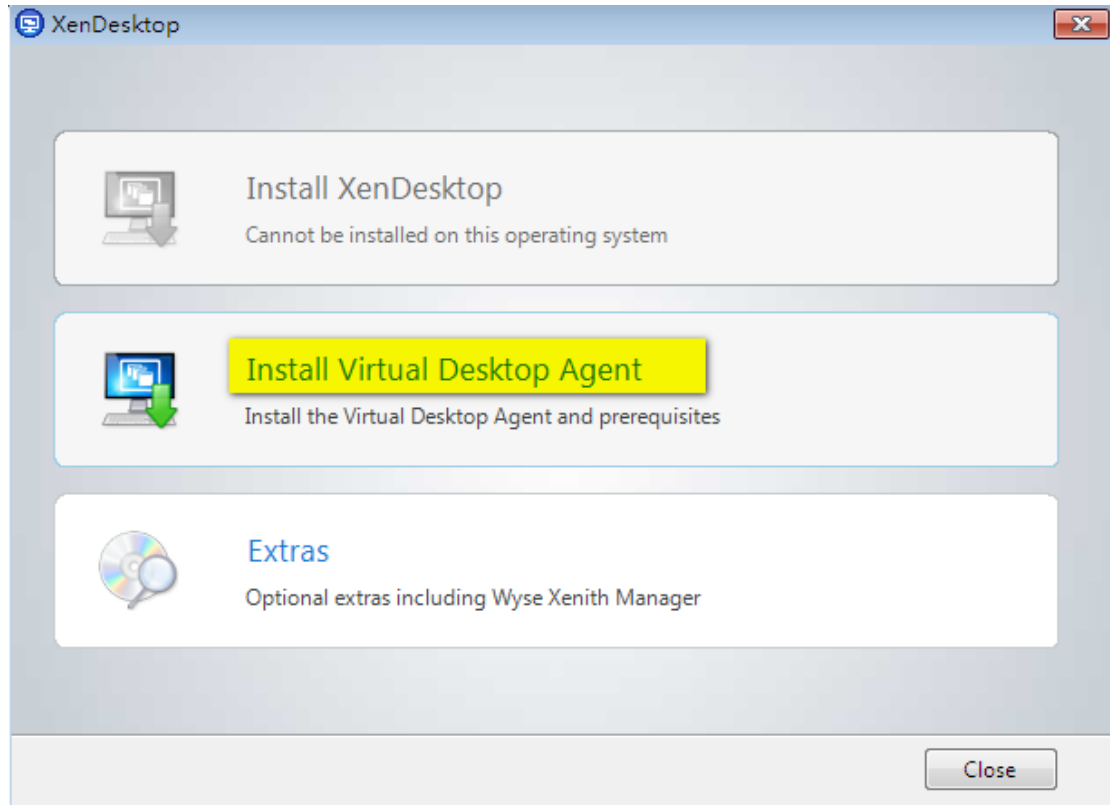 XenDesktop
Install XenDesktop
Cannot be installed on this operating system
Install Virtual Desktop Agent
Install the Virtual Desktop Agent and prerequisites
Extras
Optional extras including Wyse Xenith Manager
Close